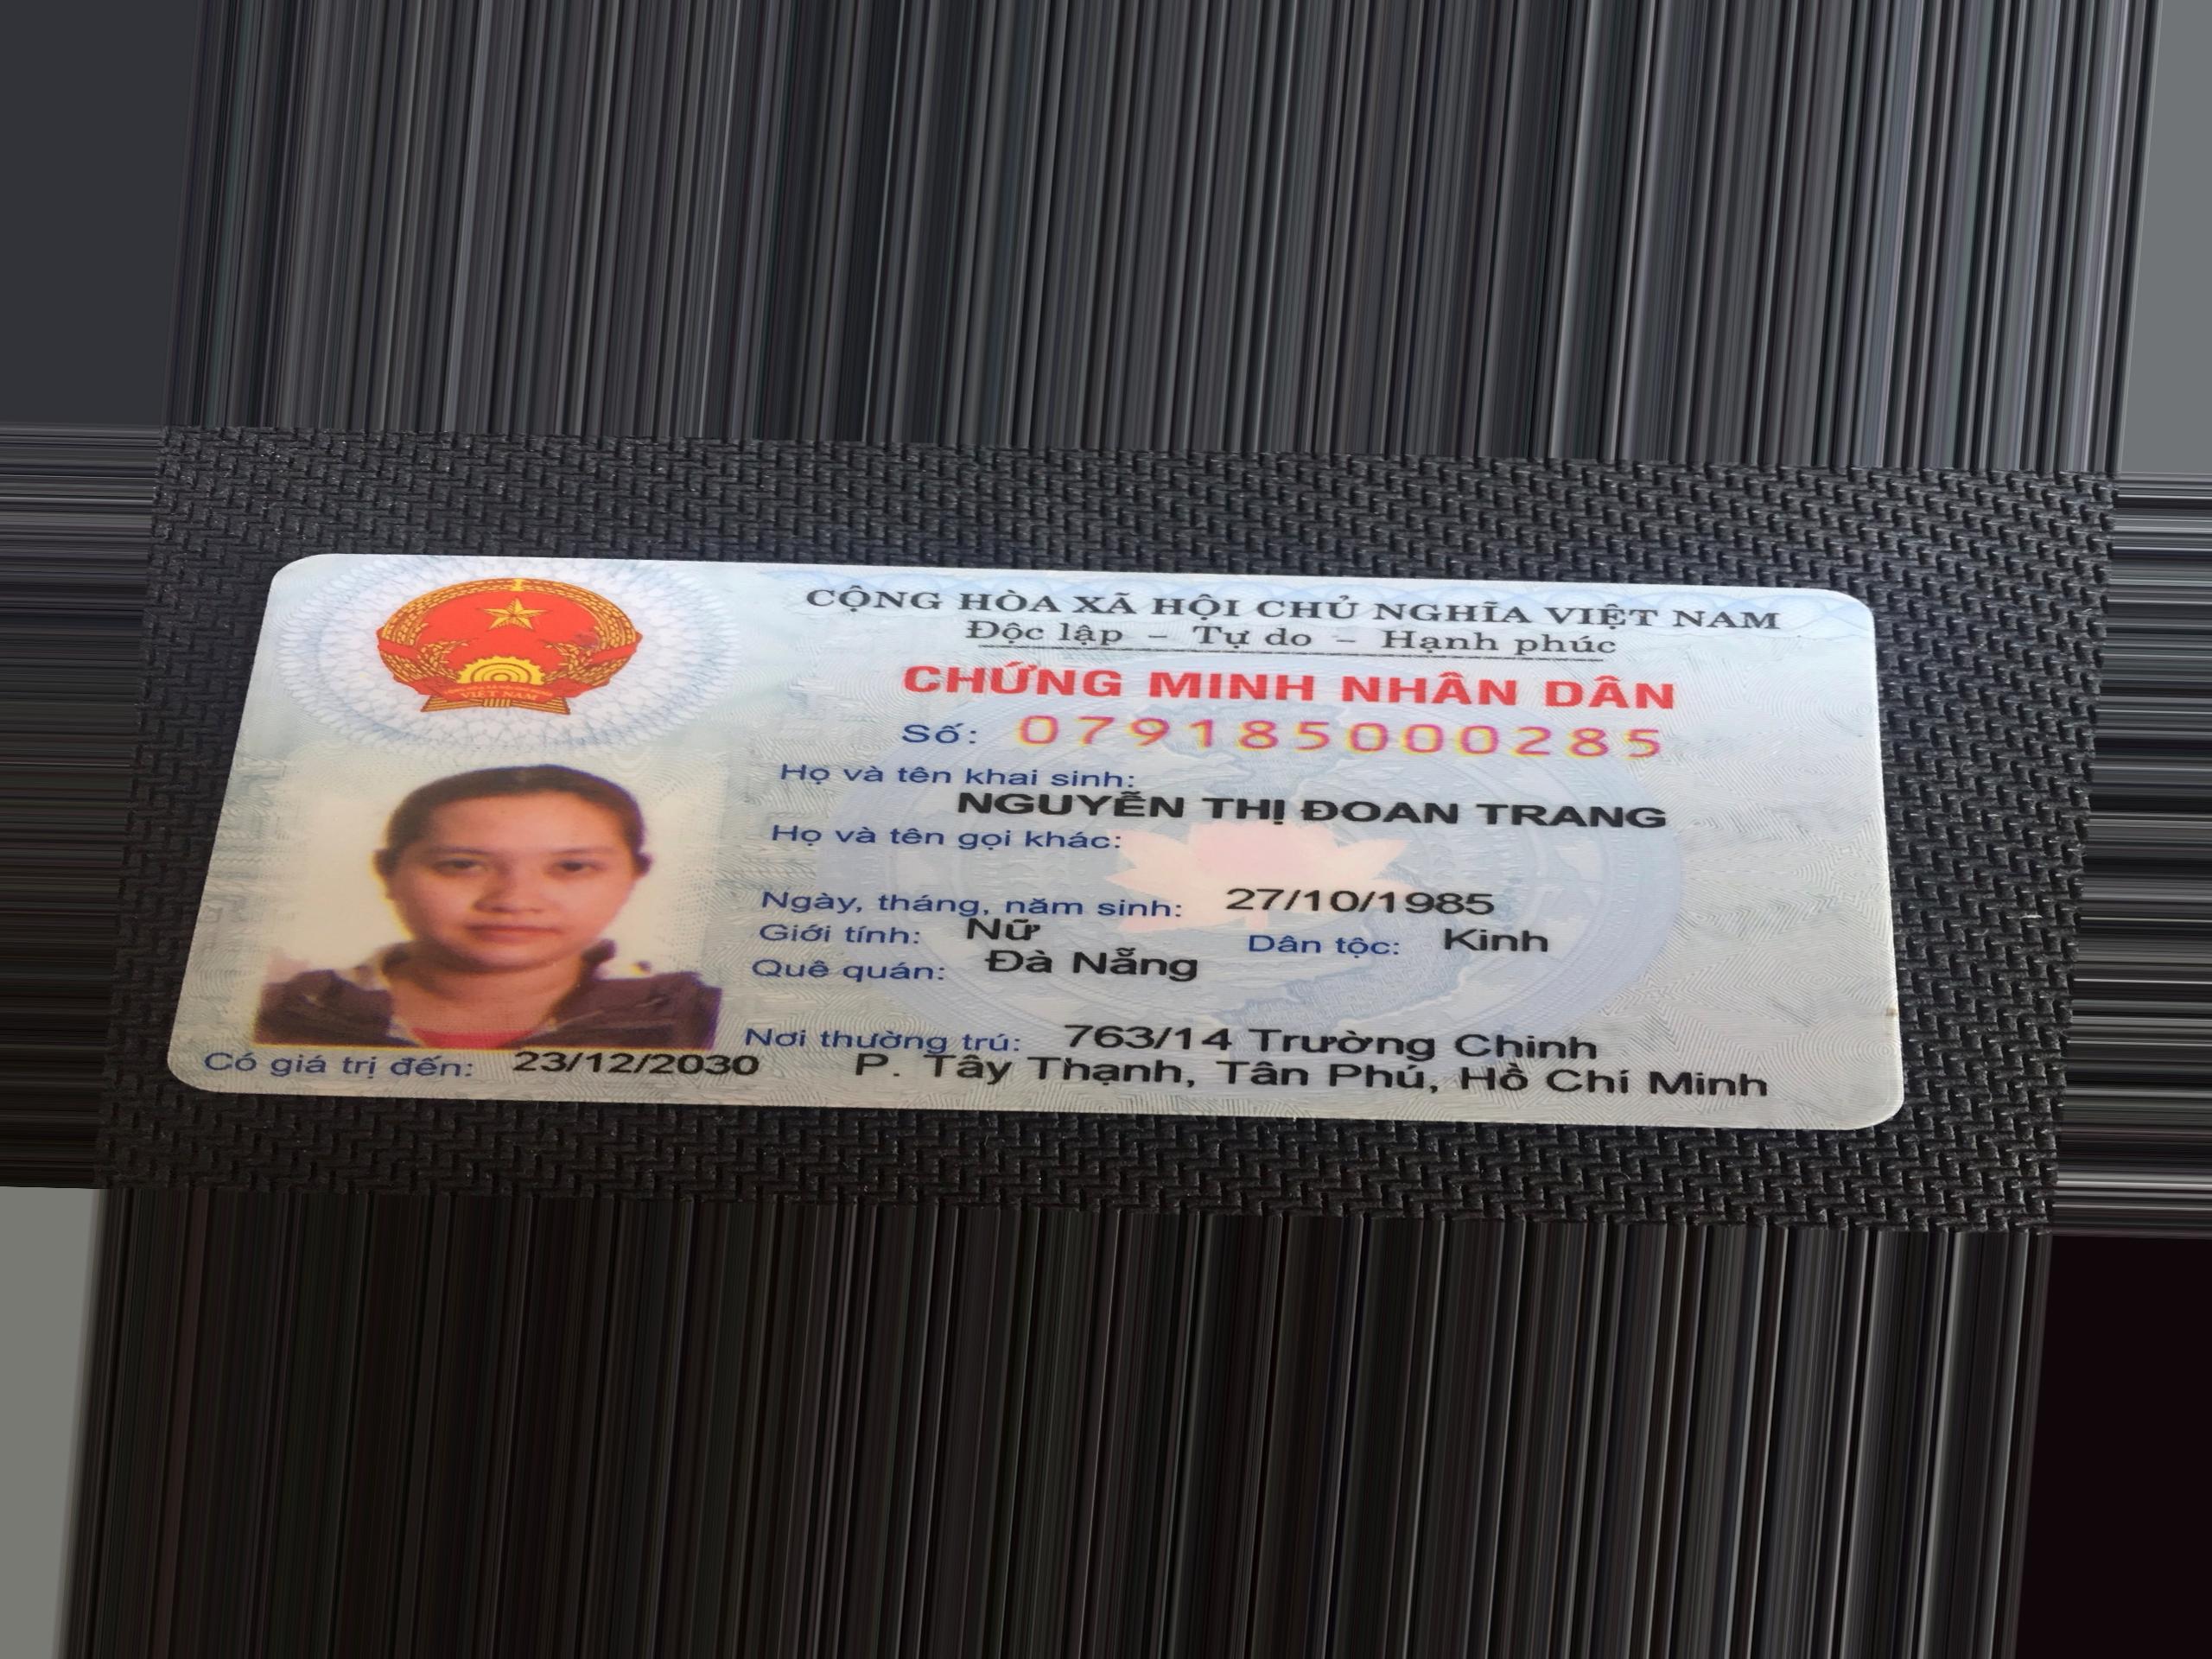 CỘNG HÒA XÃ HỘI CHỦ NGHĨA VIỆT NAM
Độc lập - Tự do - Hạnh phúc
CHỨNG MINH NHÂN DÂN
Số: 079185000285
Họ và tên khai sinh:
NGUYỄN THỊ ĐOAN TRANG
Họ và tên gọi khác:
Ngày, tháng, năm sinh: 27/10/1985
Giới tính: Nữ Dân tộc: Kinh
Quê quán: Đà Nẵng
Nơi thường trú: 763/14 Trường Chinh
P. Tây Thạnh, Tân Phú, Hồ Chí Minh
Có giá trị đến: 23/12/2030
VIỆT NAM